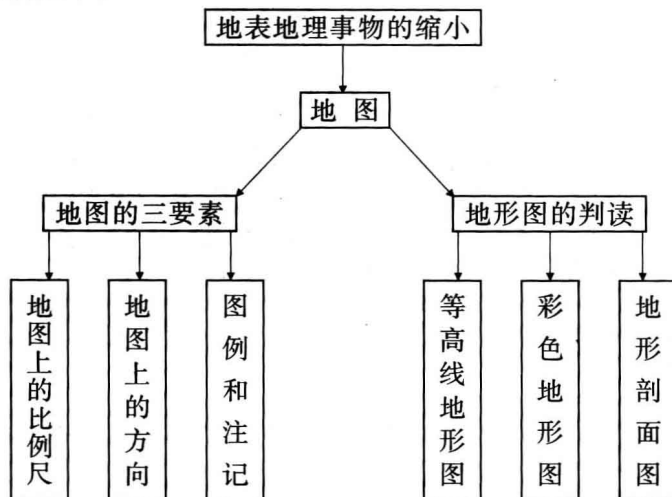 地表地理事物的缩小
地图
地图的三要素
地形图的判读
地图上的比例尺
地图上的方向
图例和注记
等高线地形图
彩色地形图
地形剖面图